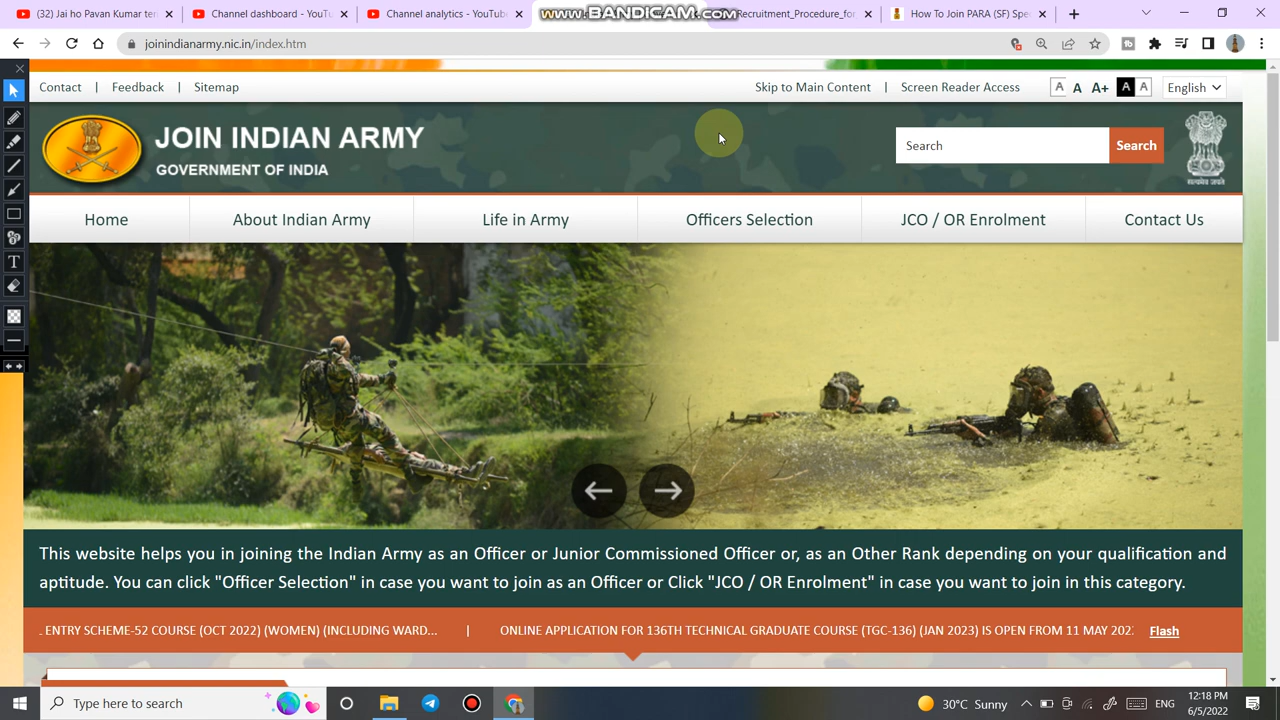 Jai ho Pavan Kumar ten
Channel dashboard - YouTu
Channel analytics - YouTube
www.BANDICAM.com
Recruitment_Procedure_for
How To Join PARA (SF) Spe
joinindianarmy.nic.in/index.htm
Contact | Feedback | Sitemap
Skip to Main Content | Screen Reader Access
A A A+ A A
English
JOIN INDIAN ARMY
GOVERNMENT OF INDIA
Search Search
सत्यमेव जयते
Home About Indian Army Life in Army Officers Selection JCO / OR Enrolment Contact Us
This website helps you in joining the Indian Army as an Officer or Junior Commissioned Officer or, as an Other Rank depending on your qualification and
aptitude. You can click "Officer Selection" in case you want to join as an Officer or Click "JCO / OR Enrolment" in case you want to join in this category.
ENTRY SCHEME-52 COURSE (OCT 2022) (WOMEN) (INCLUDING WARD... | ONLINE APPLICATION FOR 136TH TECHNICAL GRADUATE COURSE (TGC-136) (JAN 2023) IS OPEN FROM 11 MAY 202 Flash
T
Type here to search
30°C Sunny
ENG
12:18 PM
6/5/2022